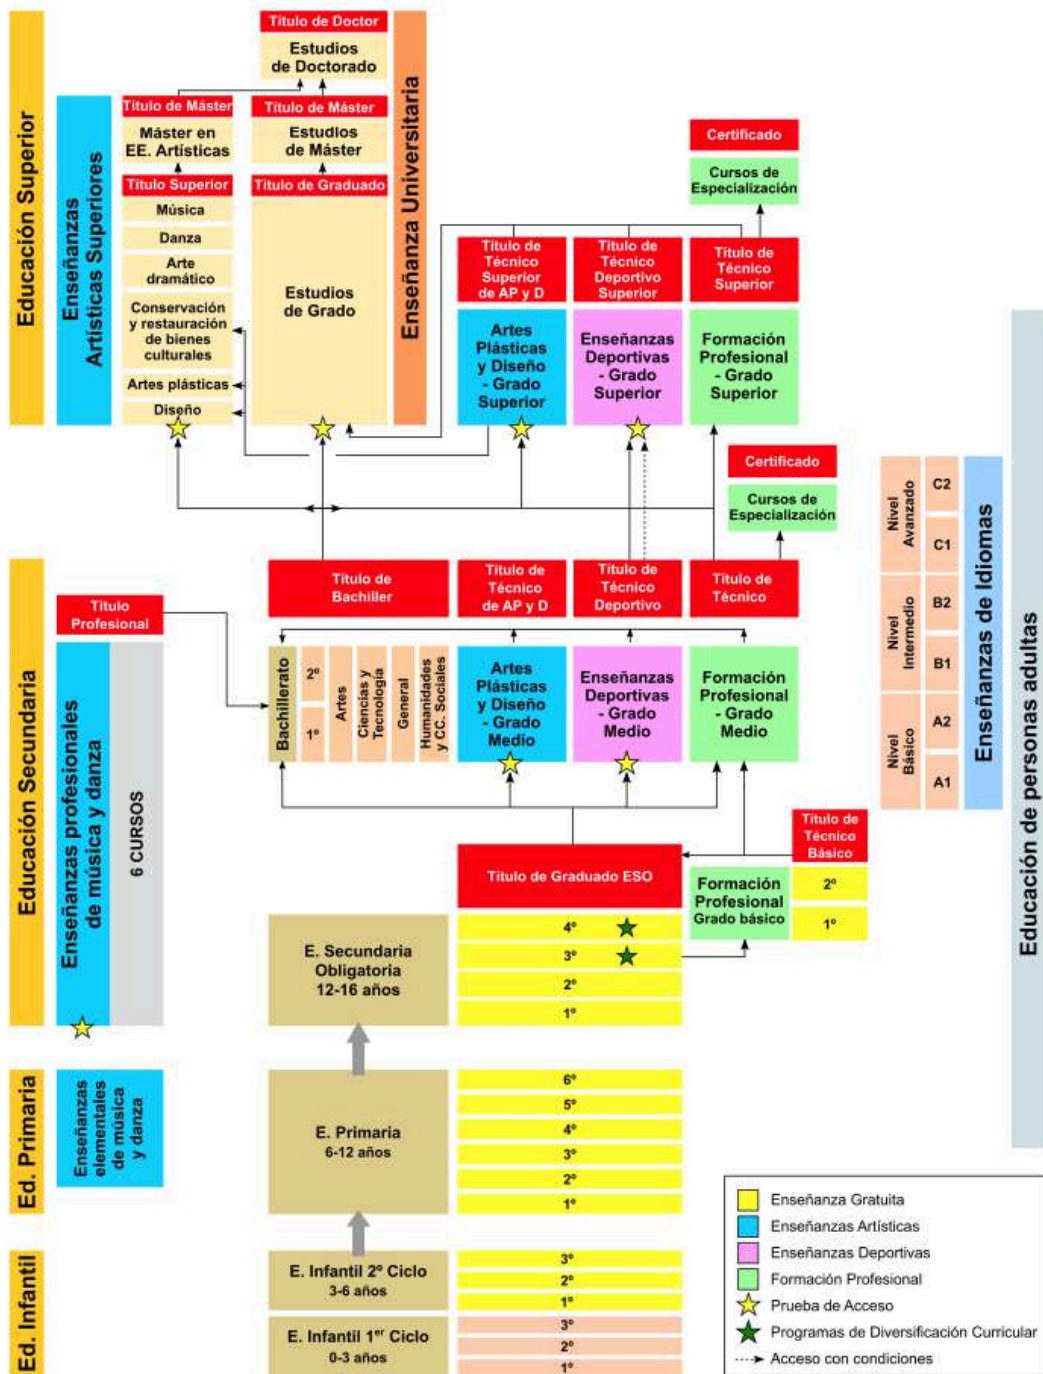 Educación Superior
Enseñanzas
Artísticas Superiores
Título de Máster
Máster en
EE. Artísticas
Título Superior
Música
Danza
Arte
dramático
Conservación
y restauración
de bienes
culturales
Artes plásticas
Diseño
Título de Doctor
Estudios
de Doctorado
Título de Máster
Estudios
de Máster
Título de Graduado
Estudios
de Grado
Enseñanza Universitaria
Título de
Técnico
Superior
de AP y D
Artes
Plásticas
y Diseño
- Grado
Superior
Título de
Técnico
Deportivo
Superior
Enseñanzas
Deportivas
- Grado
Superior
Certificado
Cursos de
Especialización
Título de
Técnico
Superior
Formación
Profesional
- Grado
Superior
Certificado
Cursos de
Especialización
Educación Secundaria
Título
Profesional
Enseñanzas profesionales
de música y danza
6 CURSOS
Título de
Bachiller
Bachillerato
2º
1º
Artes
Ciencias y
Tecnología
General
Humanidades
y CC. Sociales
Título de
Técnico
de AP y D
Artes
Plásticas
y Diseño
- Grado
Medio
Título de
Técnico
Deportivo
Enseñanzas
Deportivas
- Grado
Medio
Título de
Técnico
Formación
Profesional
- Grado
Medio
Título de Graduado ESO
Formación
Profesional
Grado básico
Título de
Técnico
Básico
2º
1º
E. Secundaria
Obligatoria
12-16 años
4º
3º
2º
1º
Nivel
Avanzado
C2
C1
Nivel
Intermedio
B2
B1
Nivel
Básico
A2
A1
Enseñanzas de Idiomas
Educación de personas adultas
Ed. Primaria
Enseñanzas
elementales
de música
y danza
E. Primaria
6-12 años
6º
5º
4º
3º
2º
1º
Ed. Infantil
E. Infantil 2º Ciclo
3-6 años
3º
2º
1º
E. Infantil 1er Ciclo
0-3 años
3º
2º
1º
Enseñanza Gratuita
Enseñanzas Artísticas
Enseñanzas Deportivas
Formación Profesional
Prueba de Acceso
Programas de Diversificación Curricular
Acceso con condiciones